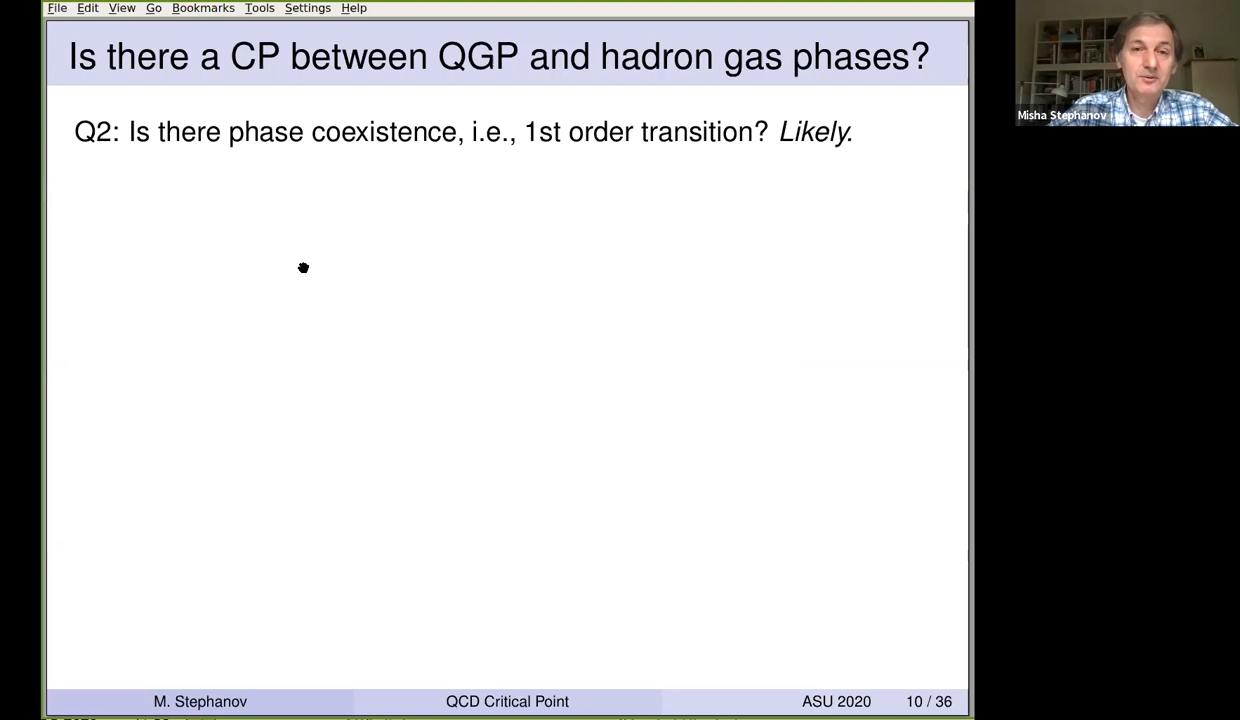 File Edit View Go Bookmarks Tools Settings Help
Is there a CP between QGP and hadron gas phases?
Q2: Is there phase coexistence, i.e., 1st order transition? Likely.
Misha Stephanov
M. Stephanov QCD Critical Point ASU 2020 10 / 36